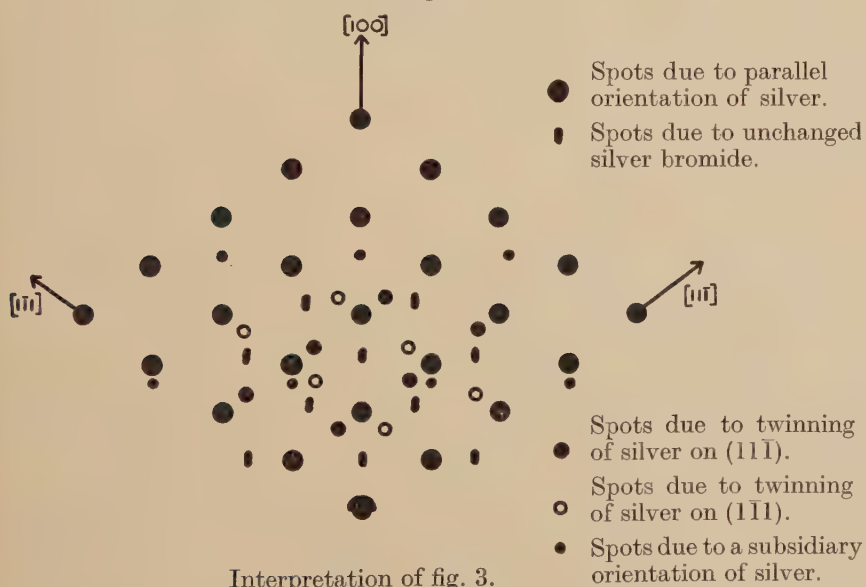 [100]
Spots due to parallel
orientation of silver.
Spots due to unchanged
silver bromide.
[11̄1]
[111̄]
Spots due to twinning
of silver on (111̄).
Spots due to twinning
of silver on (11̄1).
Spots due to a subsidiary
orientation of silver.
Interpretation of fig. 3.